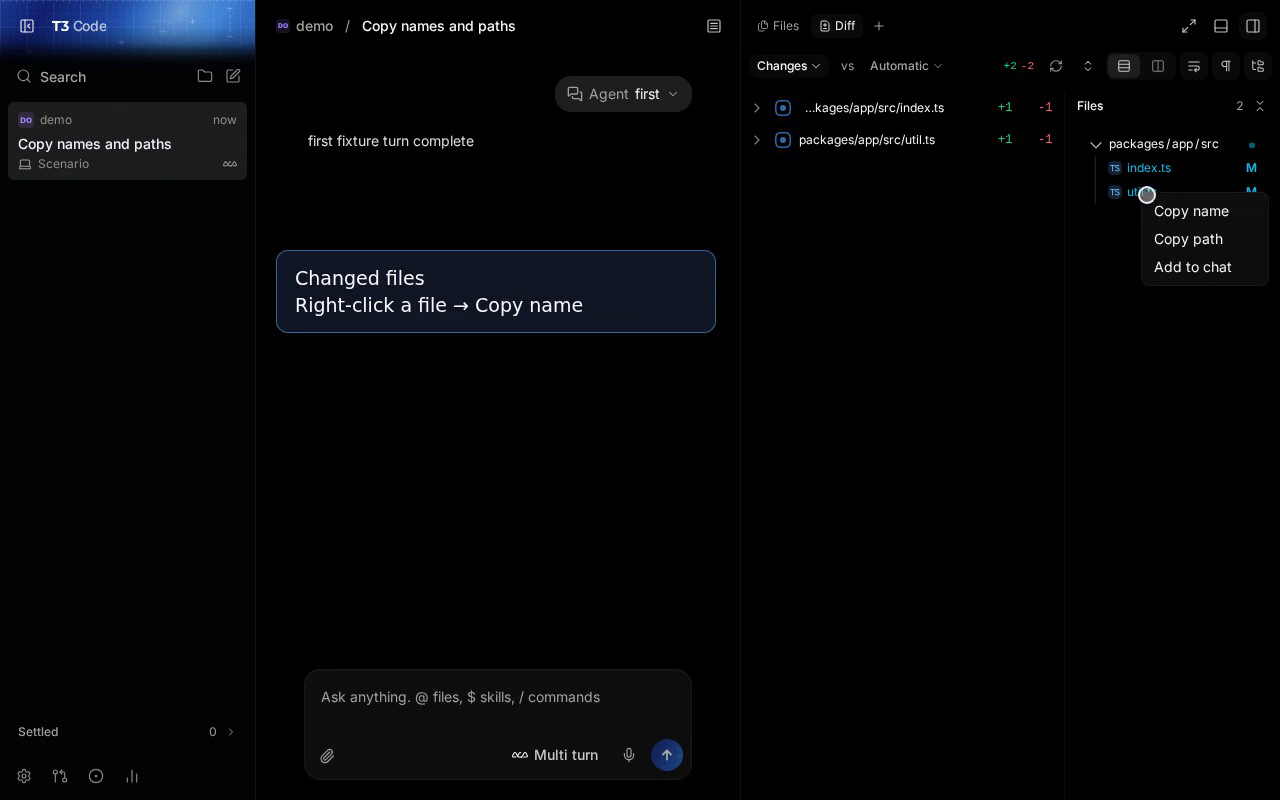 T3 Code
Search
DO demo now
Copy names and paths
Scenario
Settled 0
DO demo / Copy names and paths
Agent first
first fixture turn complete
Changed files
Right-click a file → Copy name
Ask anything. @ files, $ skills, / commands
Multi turn
Files Diff
Changes vs Automatic +2 -2
...kages/app/src/index.ts +1 -1
packages/app/src/util.ts +1 -1
Files 2
packages/app/src
TS index.ts M
TS M
Copy name
Copy path
Add to chat